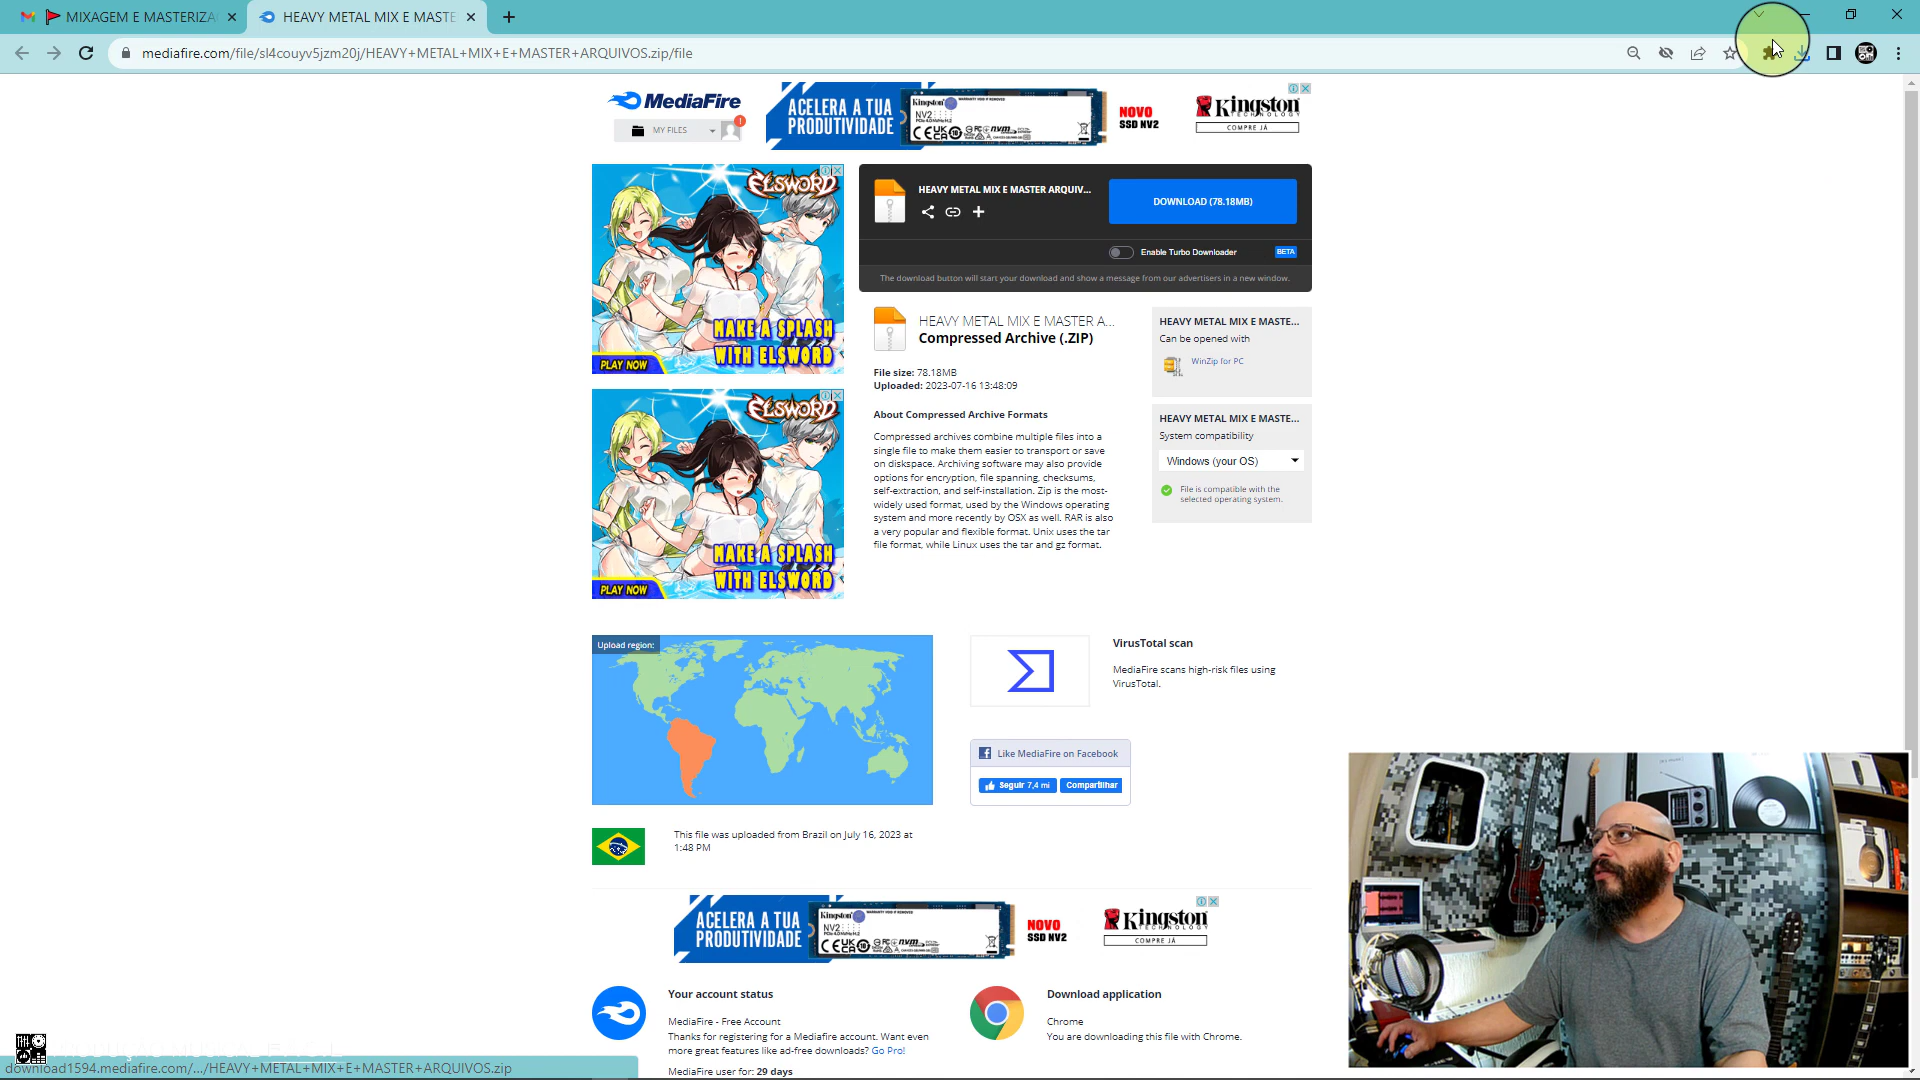 MIXAGEM E MASTERIZA
HEAVY METAL MIX E MASTE
mediafire.com/file/sl4couyv5jzm20j/HEAVY+METAL+MIX+E+MASTER+ARQUIVOS.zip/file
MediaFire
MY FILES
ACELERA A TUA
PRODUTIVIDADE
Kingston
NV2
NOVO
SSD NV2
Kingston
TECHNOLOGY
COMPRE JÁ
ELSWORD
MAKE A SPLASH
WITH ELSWORD
PLAY NOW
HEAVY METAL MIX E MASTER ARQUIV...
DOWNLOAD (78.18MB)
Enable Turbo Downloader
BETA
The download button will start your download and show a message from our advertisers in a new window.
HEAVY METAL MIX E MASTER A...
Compressed Archive (.ZIP)
File size: 78.18MB
Uploaded: 2023-07-16 13:48:09
About Compressed Archive Formats
Compressed archives combine multiple files into a
single file to make them easier to transport or save
on diskspace. Archiving software may also provide
options for encryption, file spanning, checksums,
self-extraction, and self-installation. Zip is the most-
widely used format, used by the Windows operating
system and more recently by OSX as well. RAR is also
a very popular and flexible format. Unix uses the tar
file format, while Linux uses the tar and gz format.
HEAVY METAL MIX E MASTE...
Can be opened with
WinZip for PC
HEAVY METAL MIX E MASTE...
System compatibility
Windows (your OS)
File is compatible with the
selected operating system.
ELSWORD
MAKE A SPLASH
WITH ELSWORD
PLAY NOW
Upload region:
VirusTotal scan
MediaFire scans high-risk files using
VirusTotal.
Like MediaFire on Facebook
Seguir 7,4 mi
Compartilhar
This file was uploaded from Brazil on July 16, 2023 at
1:48 PM
ACELERA A TUA
PRODUTIVIDADE
Kingston
NV2
NOVO
SSD NV2
Kingston
TECHNOLOGY
COMPRE JÁ
Your account status
MediaFire - Free Account
Thanks for registering for a Mediafire account. Want even
more great features like ad-free downloads? Go Pro!
MediaFire user for: 29 days
Download application
Chrome
You are downloading this file with Chrome.
download1594.mediafire.com/.../HEAVY+METAL+MIX+E+MASTER+ARQUIVOS.zip